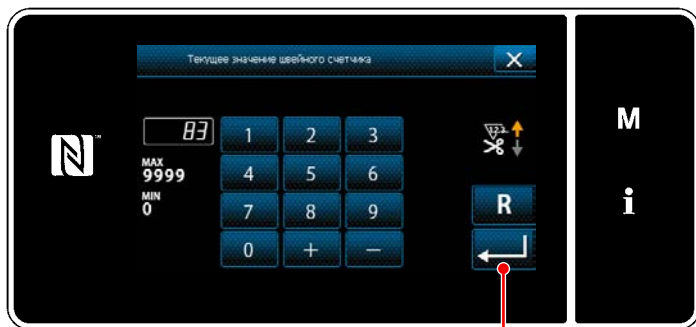 Текущее значение швейного счетчика
83
1 2 3
MAX
9999
4 5 6
MIN
0
7 8 9
R
0 + −
123
M
i
N